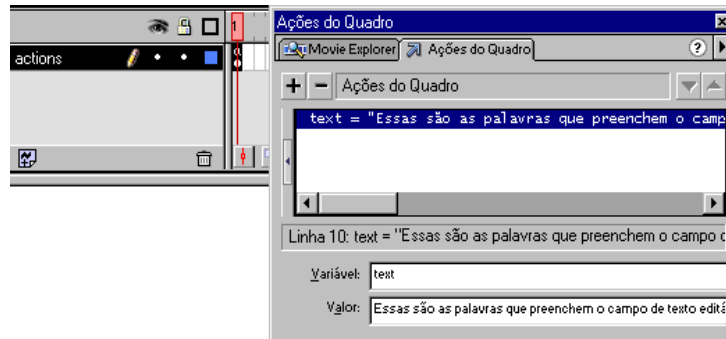 1
actions
Ações do Quadro
Movie Explorer
Ações do Quadro
?
Ações do Quadro
text = "Essas são as palavras que preenchem o camp
Linha 10: text = "Essas são as palavras que preenchem o campo
Variável: text
Valor: Essas são as palavras que preenchem o campo de texto editá